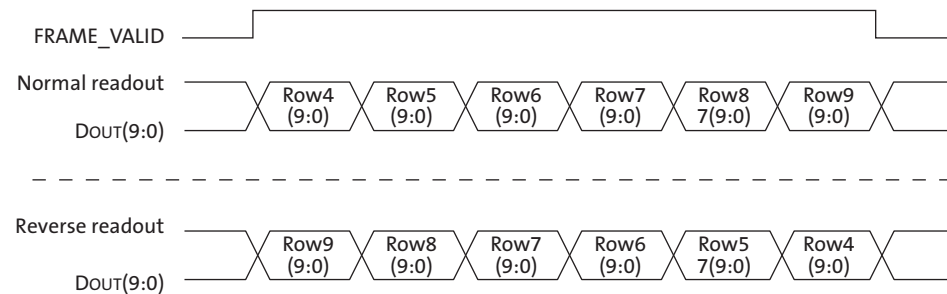 FRAME_VALID
Normal readout
Row4 Row5 Row6 Row7 Row8 Row9
(9:0) (9:0) (9:0) (9:0) 7(9:0) (9:0)
DOUT(9:0)
Reverse readout
Row9 Row8 Row7 Row6 Row5 Row4
(9:0) (9:0) (9:0) (9:0) 7(9:0) (9:0)
DOUT(9:0)